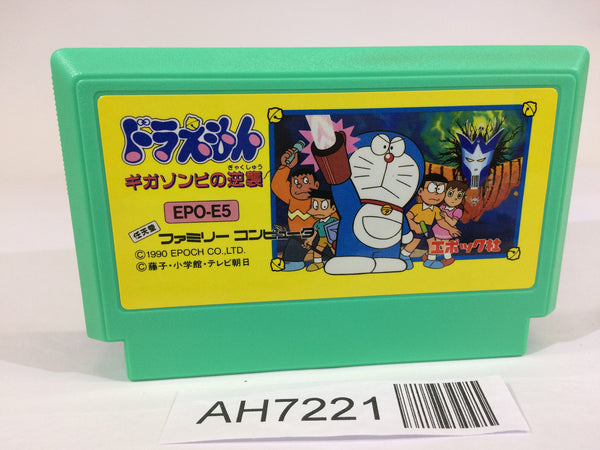 ドラえもん
ぎゃくしゅう
ギガゾンビの逆襲
EPO-E5
任天堂 ファミリー コンピュータ
©1990 EPOCH CO., LTD.
©藤子・小学館・テレビ朝日
エポック社
AH7221